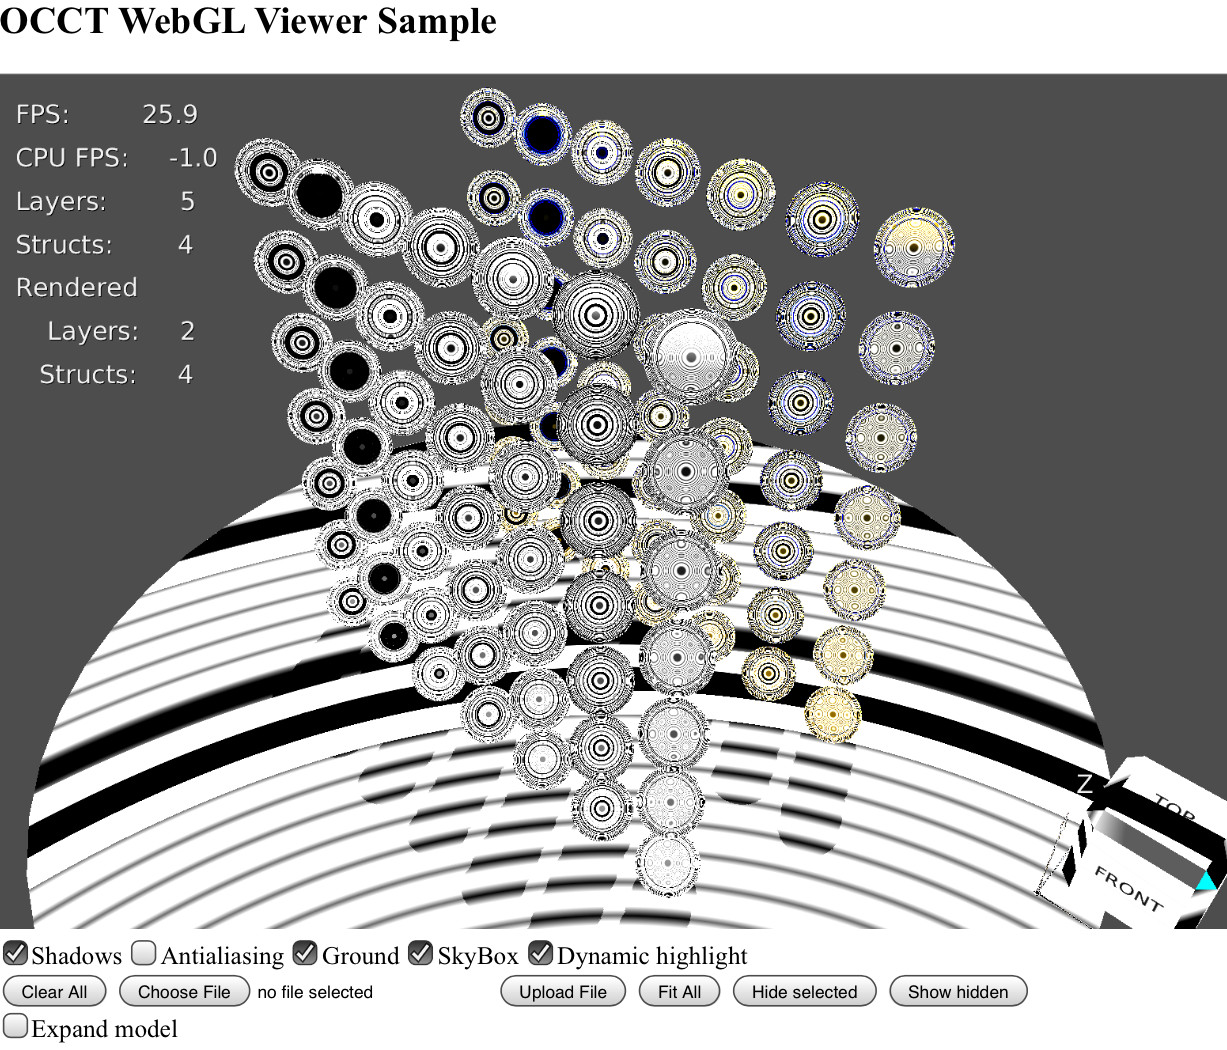 OCCT WebGL Viewer Sample
FPS: 25.9
CPU FPS: -1.0
Layers: 5
Structs: 4
Rendered
Layers: 2
Structs: 4
Z
TOP
FRONT
Shadows Antialiasing Ground SkyBox Dynamic highlight
Clear All Choose File no file selected Upload File Fit All Hide selected Show hidden
Expand model